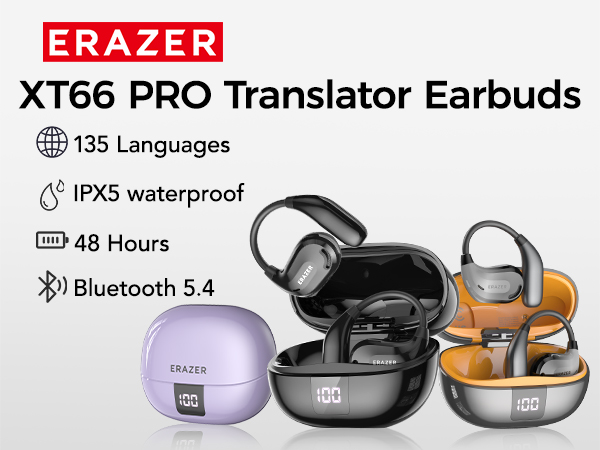 ERAZER
XT66 PRO Translator Earbuds
135 Languages
IPX5 waterproof
48 Hours
Bluetooth 5.4
ERAZER
ERAZER
ERAZER
ERAZER
100
100
100